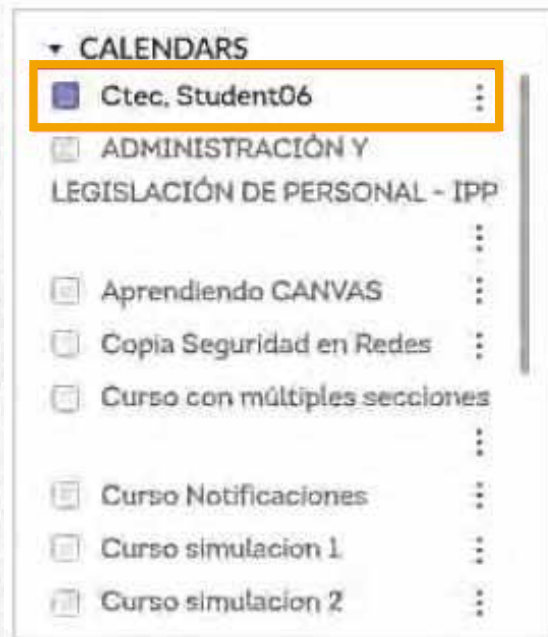 CALENDARS
Ctec, Student06
ADMINISTRACIÓN Y
LEGISLACIÓN DE PERSONAL - IPP
Aprendiendo CANVAS
Copia Seguridad en Redes
Curso con múltiples secciones
Curso Notificaciones
Curso simulacion 1
Curso simulacion 2